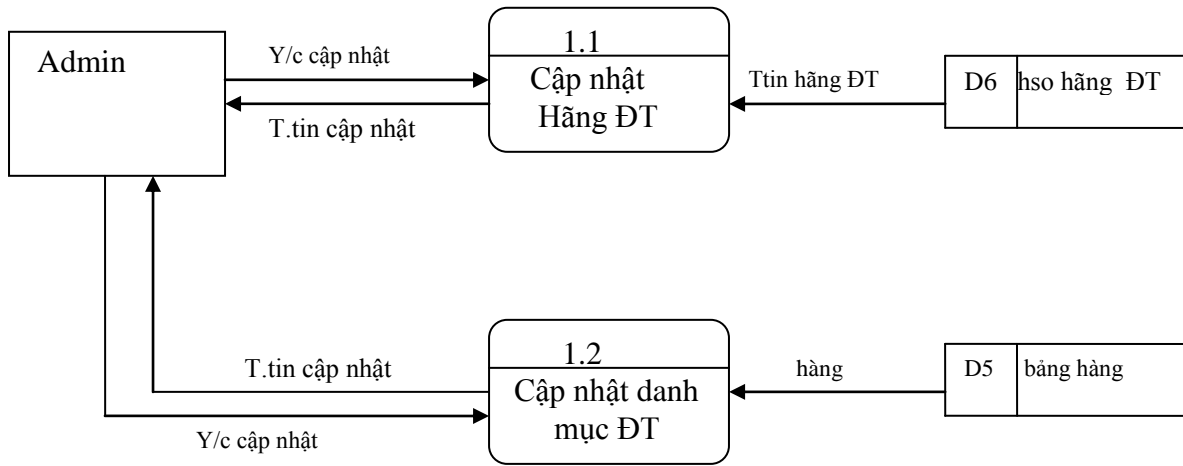 Admin
Y/c cập nhật
T.tin cập nhật
1.1
Cập nhật
Hãng ĐT
Ttin hãng ĐT
D6
hso hãng ĐT
T.tin cập nhật
Y/c cập nhật
1.2
Cập nhật danh
mục ĐT
hàng
D5
bảng hàng